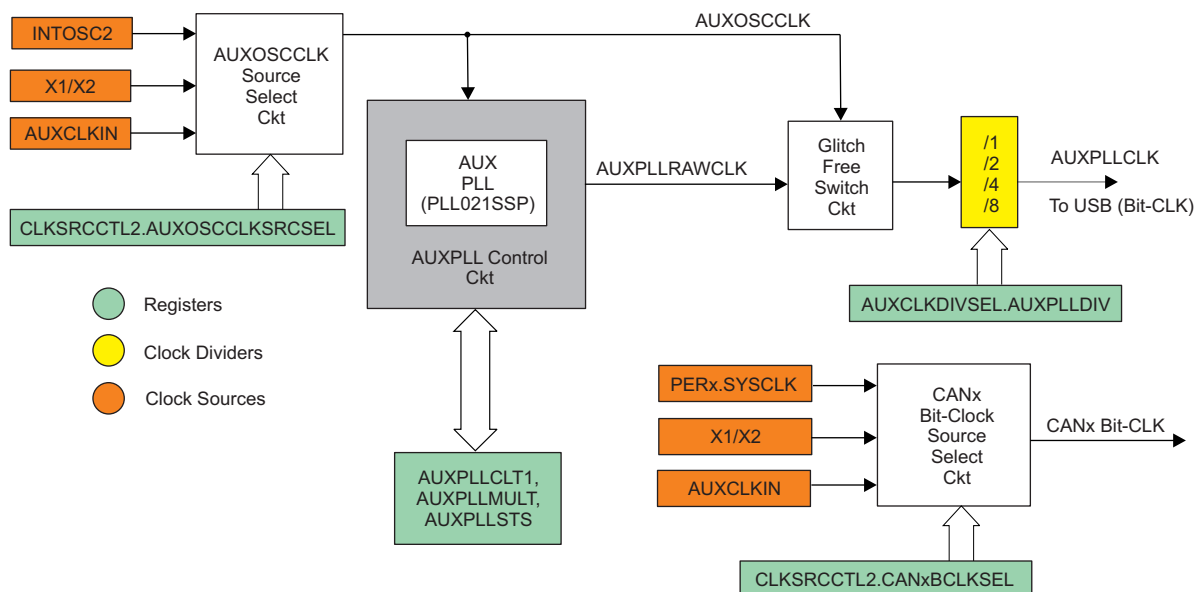 INTOSC2
X1/X2
AUXCLKIN
AUXOSCCLK
Source
Select
Ckt
CLKSRCCTL2.AUXOSCCLKSRCSEL
AUXOSCCLK
AUX
PLL
(PLL021SSP)
AUXPLL Control
Ckt
AUXPLLRAWCLK
Glitch
Free
Switch
Ckt
/1
/2
/4
/8
AUXPLLCLK
To USB (Bit-CLK)
AUXCLKDIVSEL.AUXPLLDIV
Registers
Clock Dividers
Clock Sources
AUXPLLCLT1,
AUXPLLMULT,
AUXPLLSTS
PERx.SYSCLK
X1/X2
AUXCLKIN
CANx
Bit-Clock
Source
Select
Ckt
CANx Bit-CLK
CLKSRCCTL2.CANxBCLKSEL